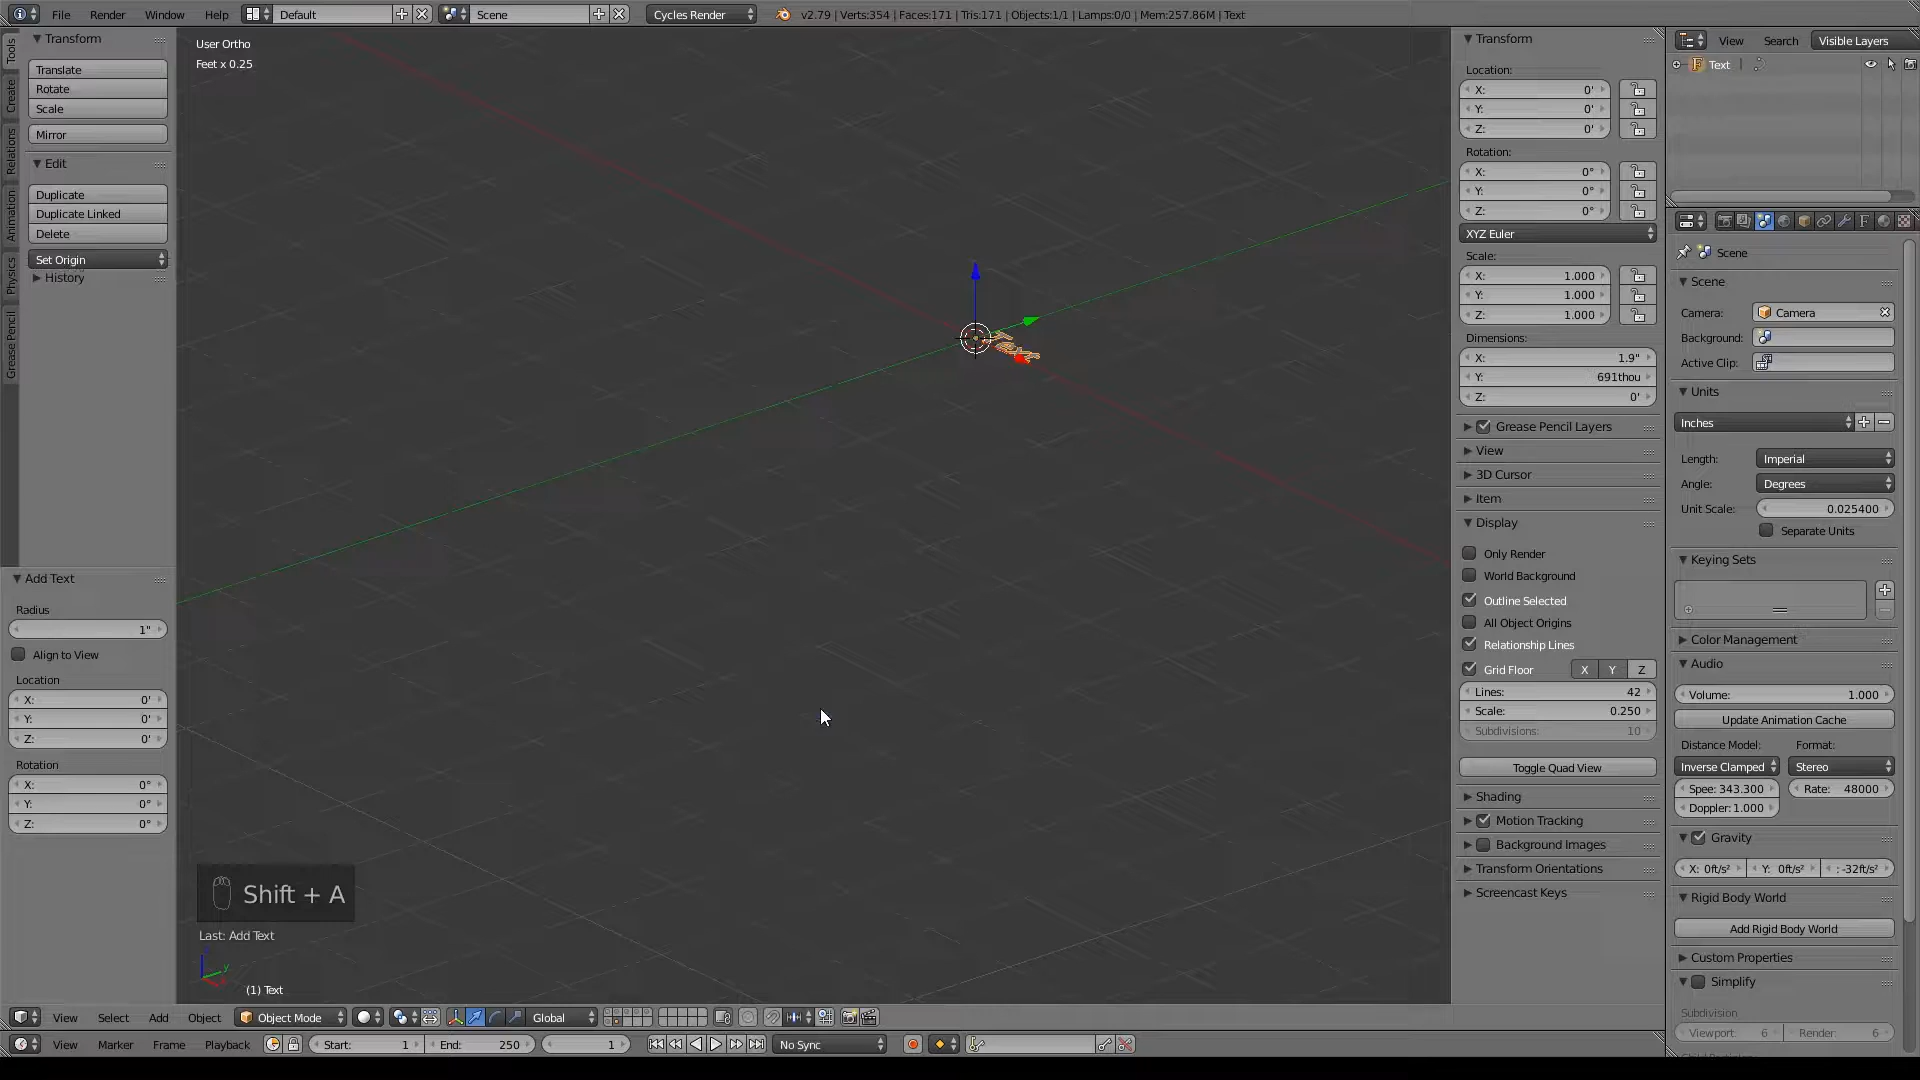 File Render Window Help Default Scene Cycles Render v2.79 | Verts:354 | Faces:171 | Tris:171 | Objects:1/1 | Lamps:0/0 | Mem:257.86M | Text
Tools
Create
Relations
Animation
Physics
Grease Pencil
Transform
Translate
Rotate
Scale
Mirror
Edit
Duplicate
Duplicate Linked
Delete
Set Origin
History
Add Text
Radius
1"
Align to View
Location
X: 0'
Y: 0'
Z: 0'
Rotation
X: 0°
Y: 0°
Z: 0°
User Ortho
Feet x 0.25
Text
Shift + A
Last: Add Text
y
(1) Text
Transform
Location:
X: 0'
Y: 0'
Z: 0'
Rotation:
X: 0°
Y: 0°
Z: 0°
XYZ Euler
Scale:
X: 1.000
Y: 1.000
Z: 1.000
Dimensions:
X: 1.9"
Y: 691thou
Z: 0'
Grease Pencil Layers
View
3D Cursor
Item
Display
Only Render
World Background
Outline Selected
All Object Origins
Relationship Lines
Grid Floor X Y Z
Lines: 42
Scale: 0.250
Subdivisions: 10
Toggle Quad View
Shading
Motion Tracking
Background Images
Transform Orientations
Screencast Keys
View Search Visible Layers
Text
Scene
Scene
Camera: Camera
Background:
Active Clip:
Units
Inches
Length: Imperial
Angle: Degrees
Unit Scale: 0.025400
Separate Units
Keying Sets
Color Management
Audio
Volume: 1.000
Update Animation Cache
Distance Model: Format:
Inverse Clamped Stereo
Spee: 343.300 Rate: 48000
Doppler: 1.000
Gravity
X: 0ft/s² Y: 0ft/s² : -32ft/s²
Rigid Body World
Add Rigid Body World
Custom Properties
Simplify
Subdivision
Viewport: 6 Render: 6
View Select Add Object Object Mode Global
View Marker Frame Playback Start: 1 End: 250 1 No Sync